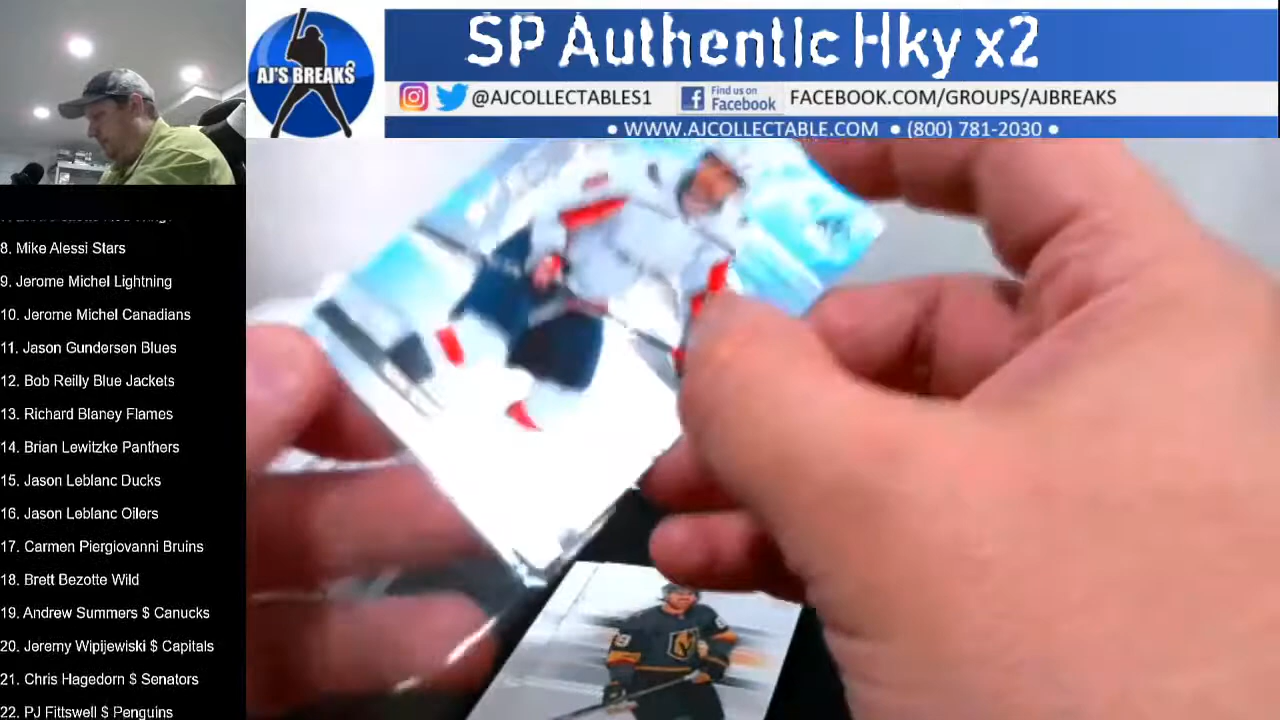 SP Authentic Hky x2
AJ'S BREAKS
@AJCOLLECTABLES1
Find us on
Facebook
FACEBOOK.COM/GROUPS/AJBREAKS
• WWW.AJCOLLECTABLE.COM • (800) 781-2030 •
8. Mike Alessi Stars
9. Jerome Michel Lightning
10. Jerome Michel Canadians
11. Jason Gundersen Blues
12. Bob Reilly Blue Jackets
13. Richard Blaney Flames
14. Brian Lewitzke Panthers
15. Jason Leblanc Ducks
16. Jason Leblanc Oilers
17. Carmen Piergiovanni Bruins
18. Brett Bezotte Wild
19. Andrew Summers $ Canucks
20. Jeremy Wipijewski $ Capitals
21. Chris Hagedorn $ Senators
22. PJ Fittswell $ Penguins